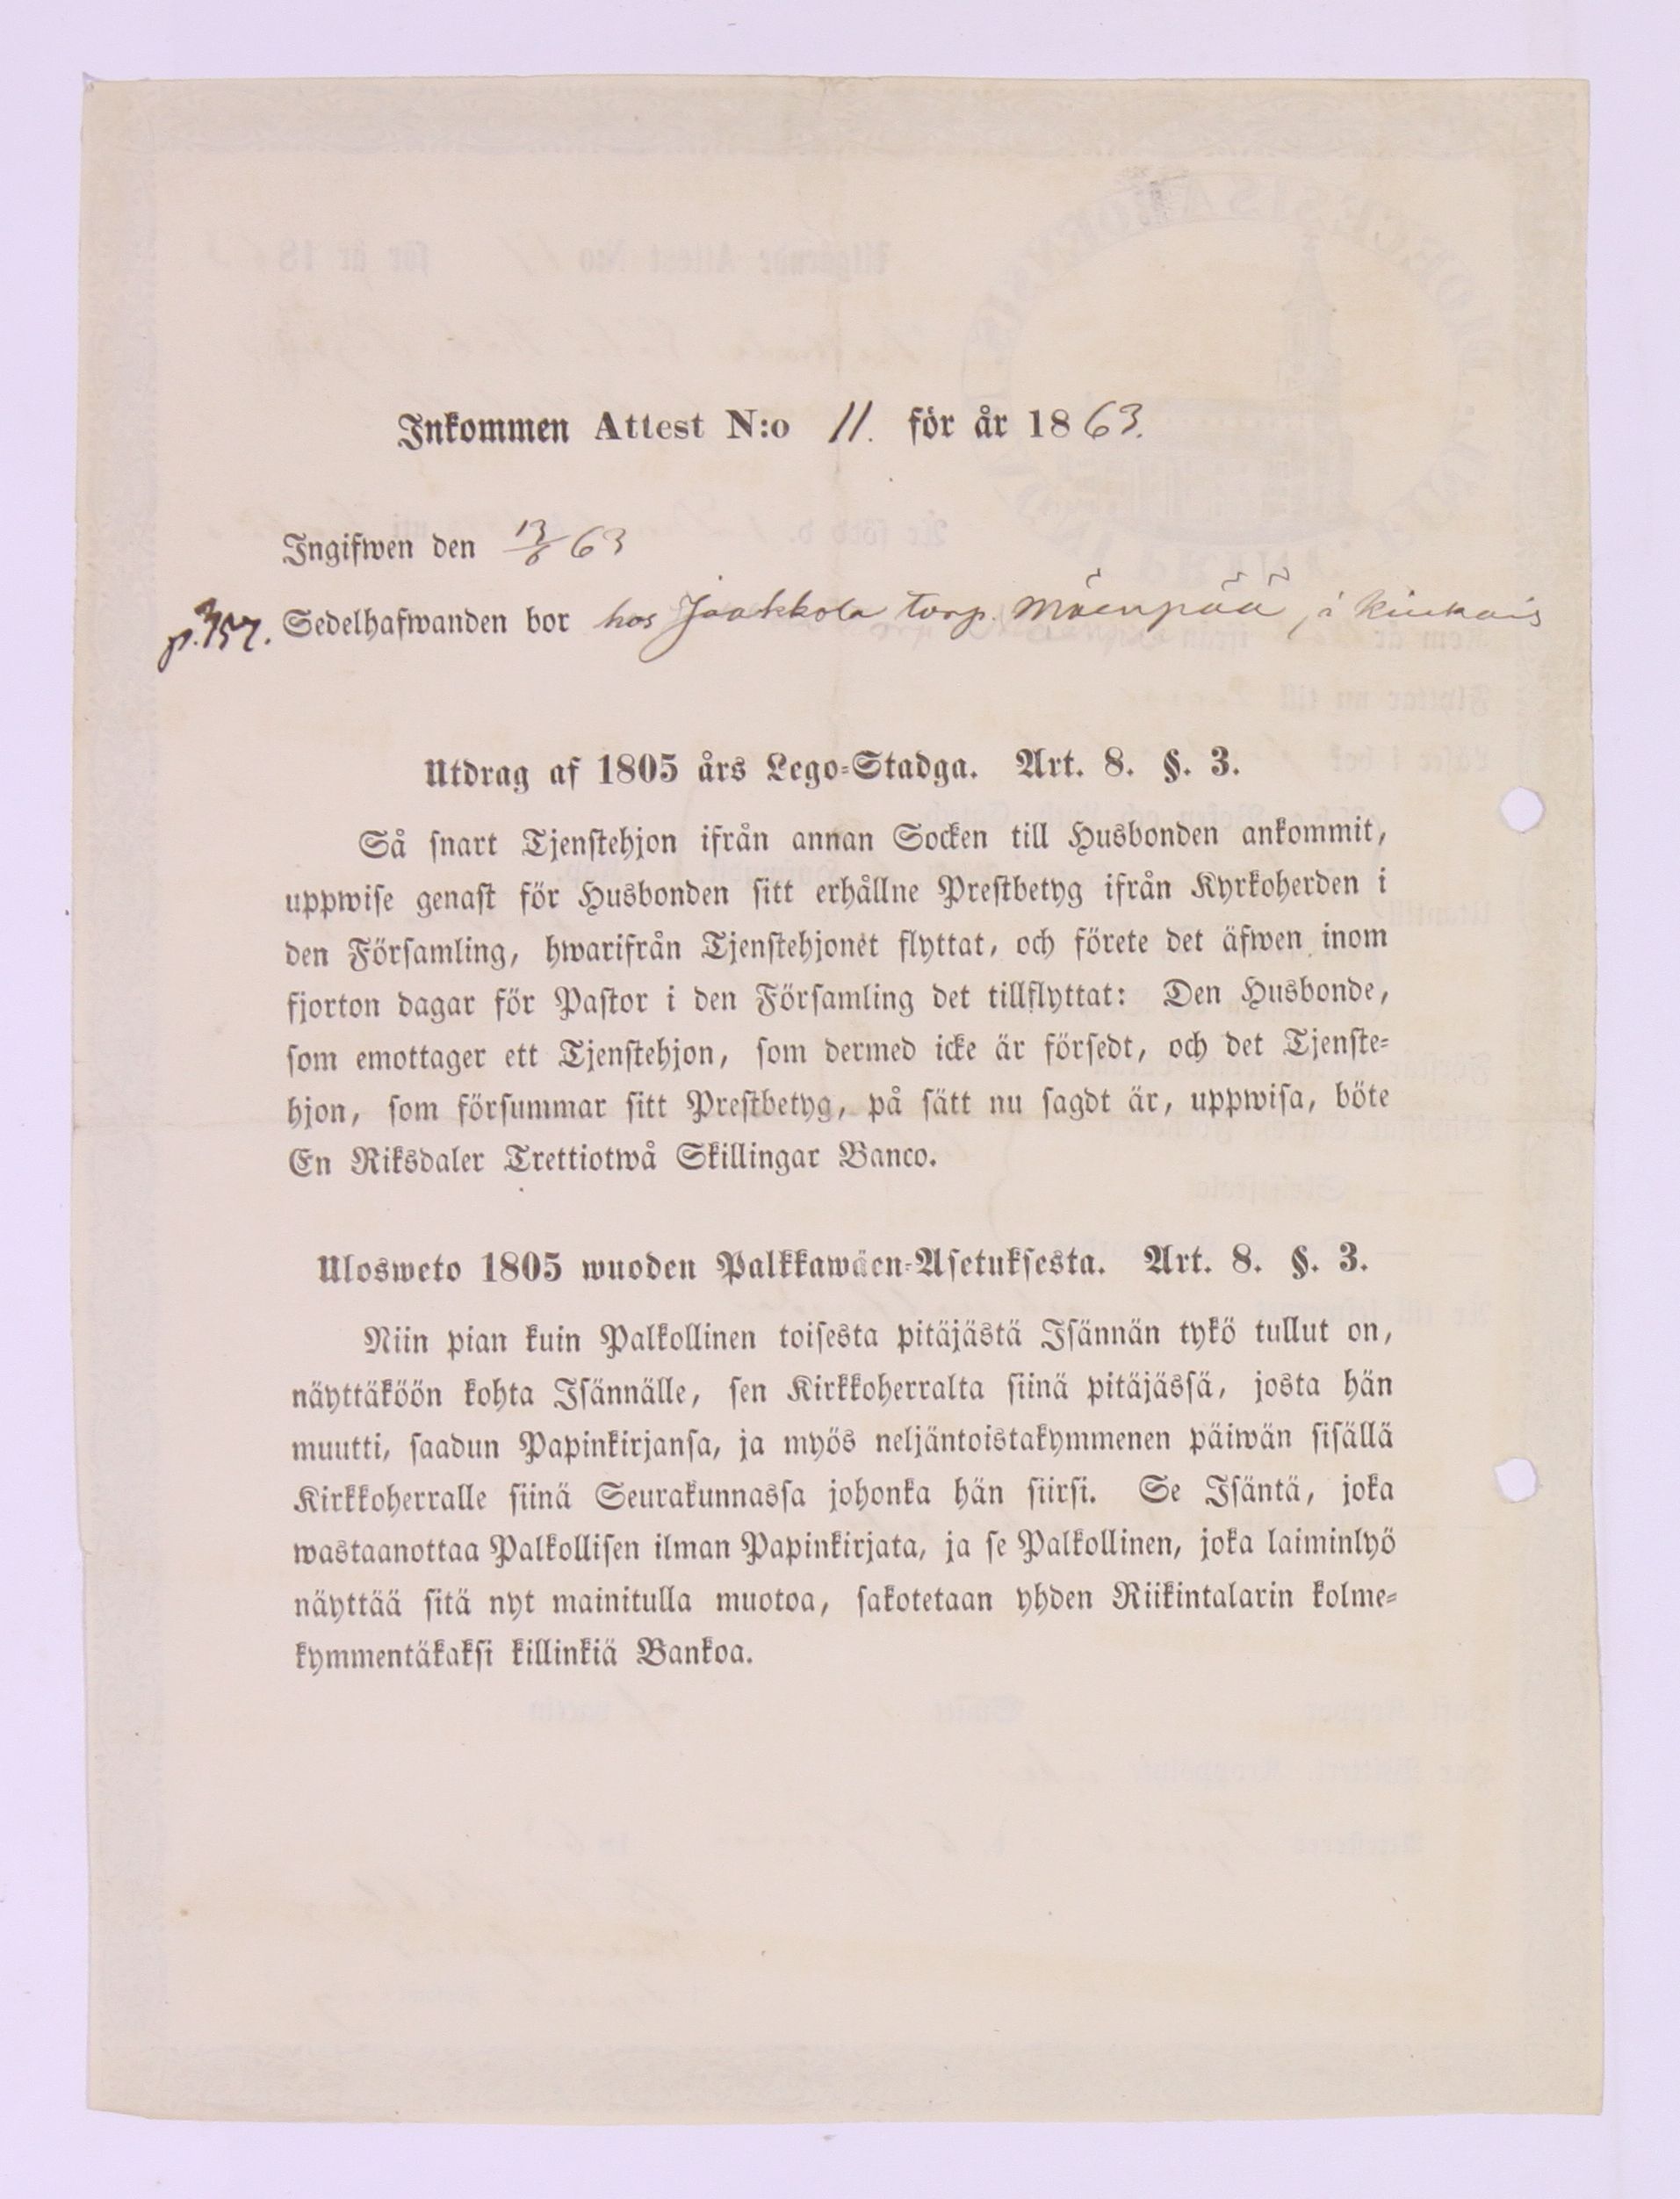 Inkommen Attest N:o 11. för år 1863.
Ingifwen den 13/6 63
p.357. Sedelhafwanden bor hos Jaakkola torp. Mäenpää, i Kiukais
Utdrag af 1805 års Lego-Stadga. Art. 8. §. 3.
Så snart Tjenstehjon ifrån annan Socken till Husbonden ankommit,
uppwise genast för Husbonden sitt erhållne Prestbetyg ifrån Kyrkoherden i
den Församling, hwarifrån Tjenstehjonet flyttat, och förete det äfwen inom
fjorton dagar för Pastor i den Församling det tillflyttat: Den Husbonde,
som emottager ett Tjenstehjon, som dermed icke är försedt, och det Tjenste-
hjon, som försummar sitt Prestbetyg, på sätt nu sagdt är, uppwisa, böte
En Riksdaler Trettiotwå Skillingar Banco.
Ulosweto 1805 wuoden Palkkawäen-Asetuksesta. Art. 8. §. 3.
Niin pian kuin Palkollinen toisesta pitäjästä Isännän tykö tullut on,
näyttäköön kohta Isännälle, sen Kirkkoherralta siinä pitäjässä, josta hän
muutti, saadun Papinkirjansa, ja myös neljäntoistakymmenen päiwän sisällä
Kirkkoherralle siinä Seurakunnassa johonka hän siirsi. Se Isäntä, joka
wastaanottaa Palkollisen ilman Papinkirjata, ja se Palkollinen, joka laiminlyö
näyttää sitä nyt mainitulla muotoa, sakotetaan yhden Riikintalarin kolme-
kymmentäkaksi killinkiä Bankoa.